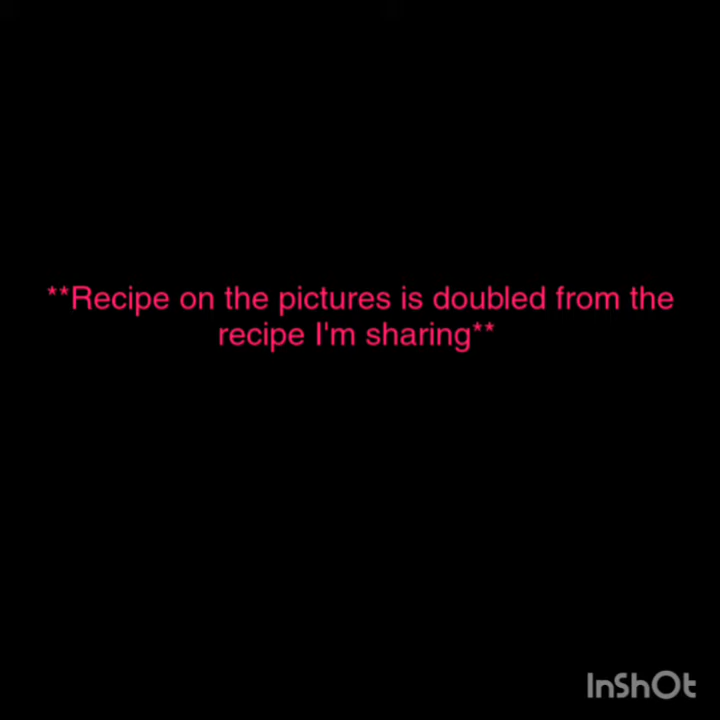 **Recipe on the pictures is doubled from the
recipe I'm sharing**
InShOt